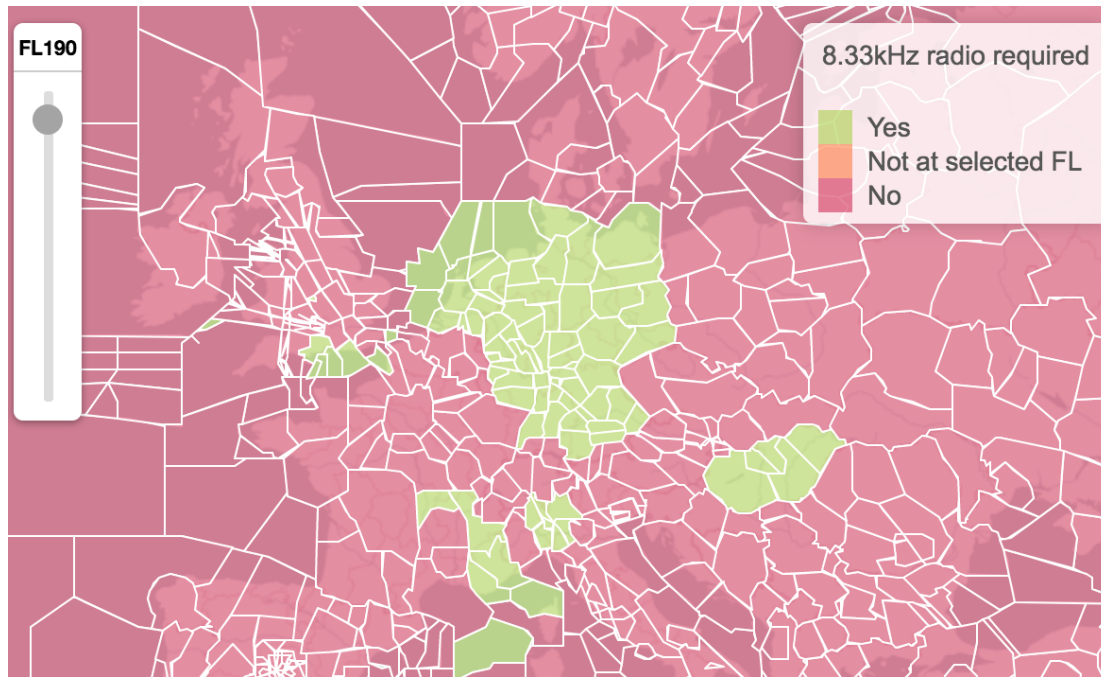 FL190
8.33kHz radio required
Yes
Not at selected FL
No